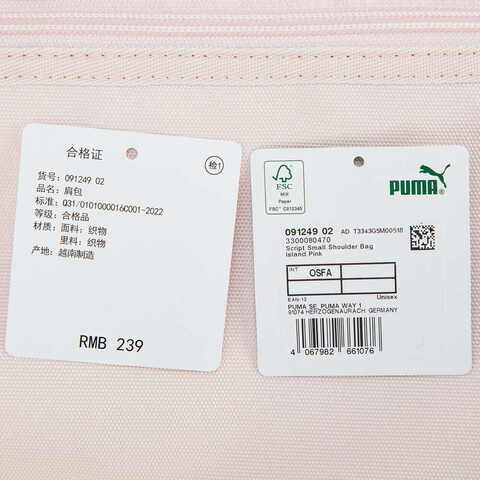 合格证
检1
货号: 091249 02
品名: 肩包
标准: Q31/0101000016C001-2022
等级: 合格品
材质: 面料: 织物
里料: 织物
产地: 越南制造
RMB 239
FSC
Mix
Paper
FSC® C012345
PUMA
091249 02 AD T3343GSM00518
3300080470
Script Small Shoulder Bag
Island Pink
INT
OSFA
EAN-13
Unisex
PUMA SE, PUMA WAY 1
91074 HERZOGENAURACH, GERMANY
4 067982 661076